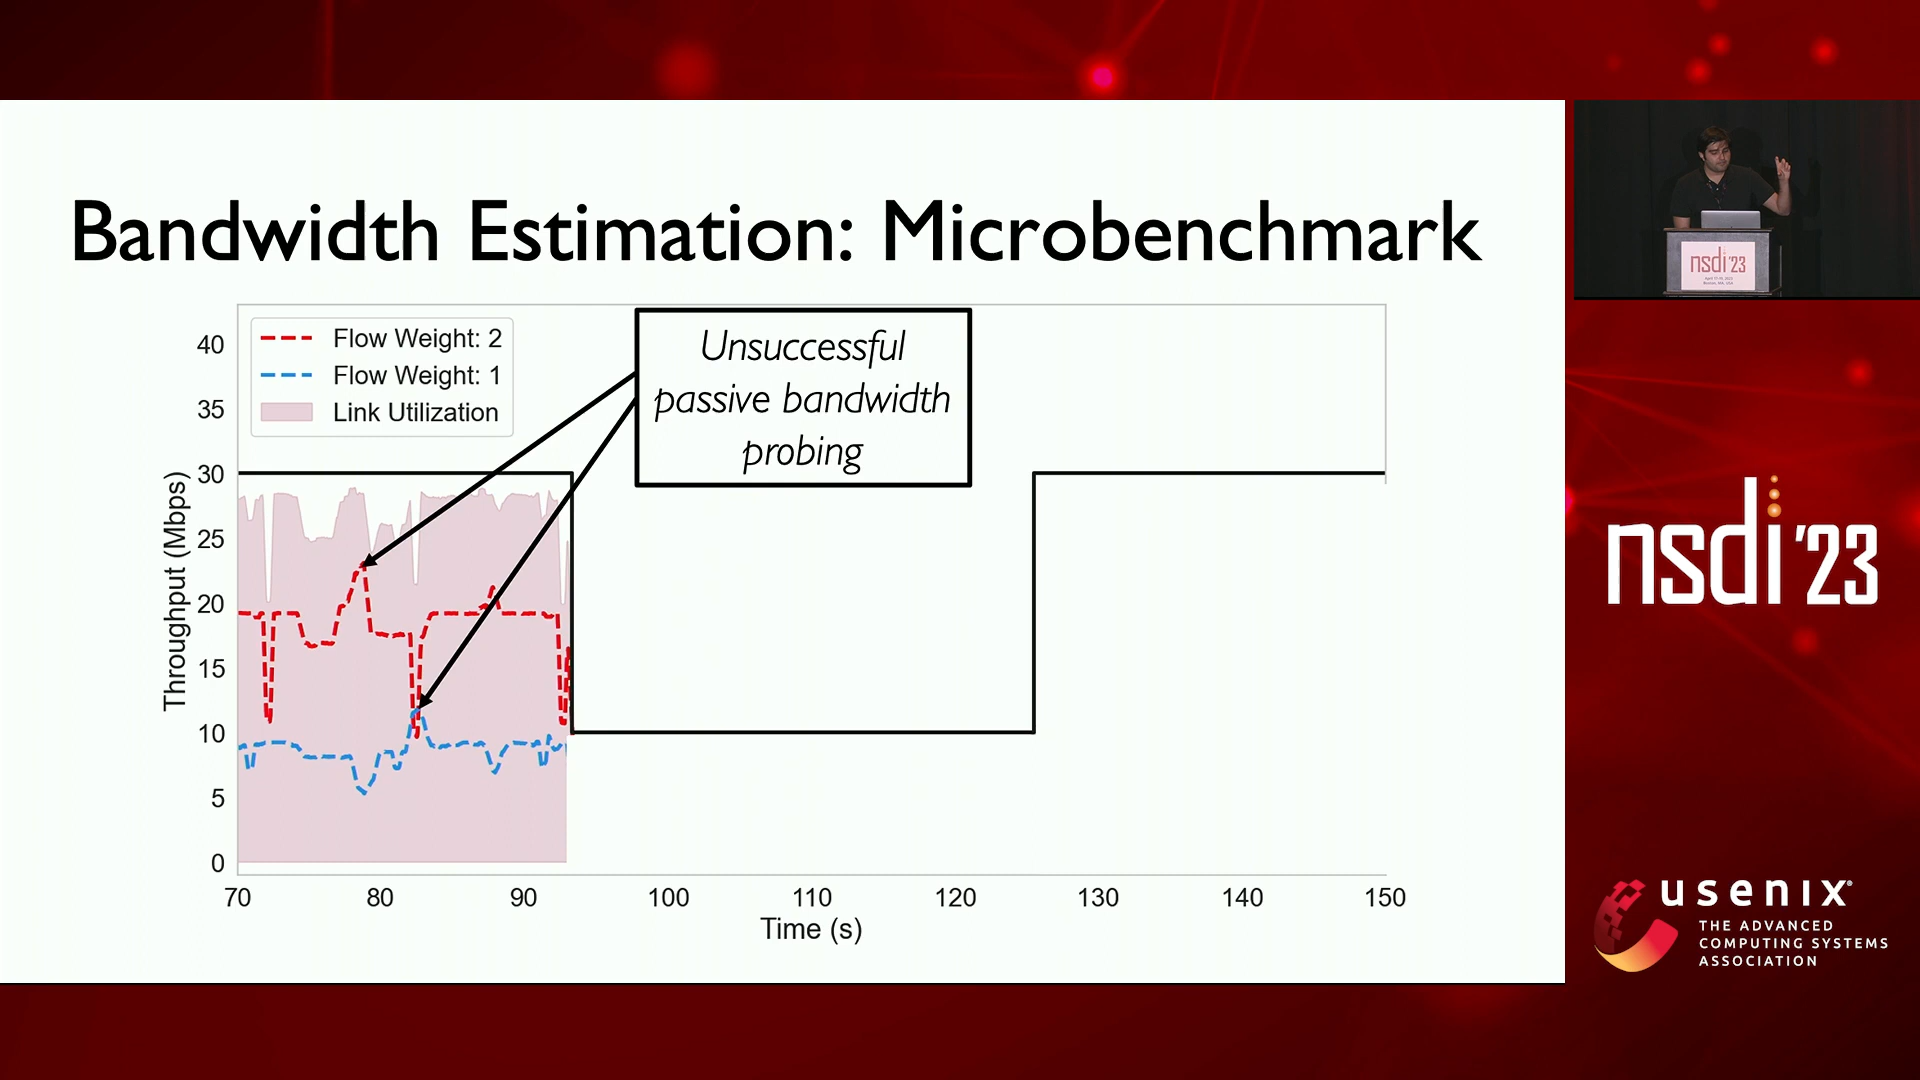 Bandwidth Estimation: Microbenchmark
Flow Weight: 2
Flow Weight: 1
Link Utilization
Unsuccessful
passive bandwidth
probing
Throughput (Mbps)
40
35
30
25
20
15
10
5
0
70 80 90 100 110 120 130 140 150
Time (s)
nsdi '23
nsdi '23
usenix
THE ADVANCED
COMPUTING SYSTEMS
ASSOCIATION